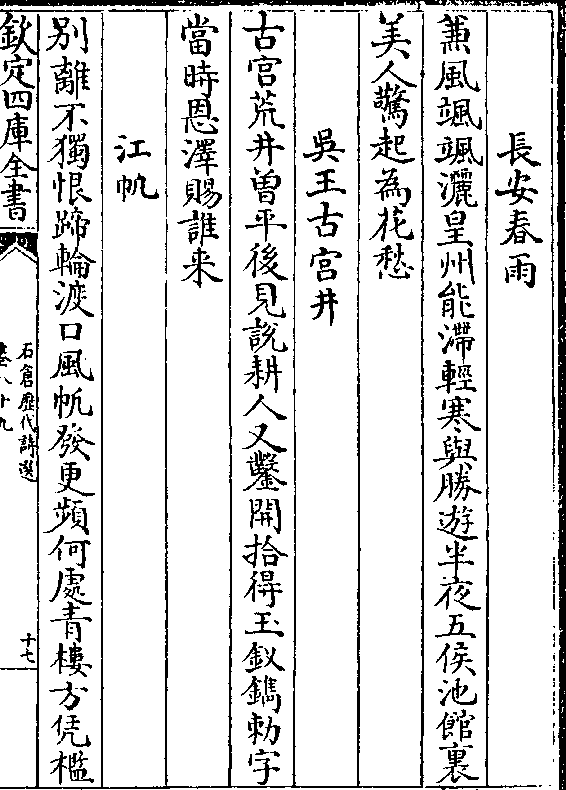 長安春雨
兼風颯颯灑皇州能滯輕寒與勝遊半夜五侯池館裏
美人驚起為花愁
吳王古宫井
古宫荒井曾平後見說耕人又鑿開拾得玉釵鐫勅字
當時恩澤賜誰来
江帆
别離不獨恨蹄輪渡口風帆發更頻何處青樓方凭檻
欽定四庫全書
石倉歷代詩選
卷八十九
十七